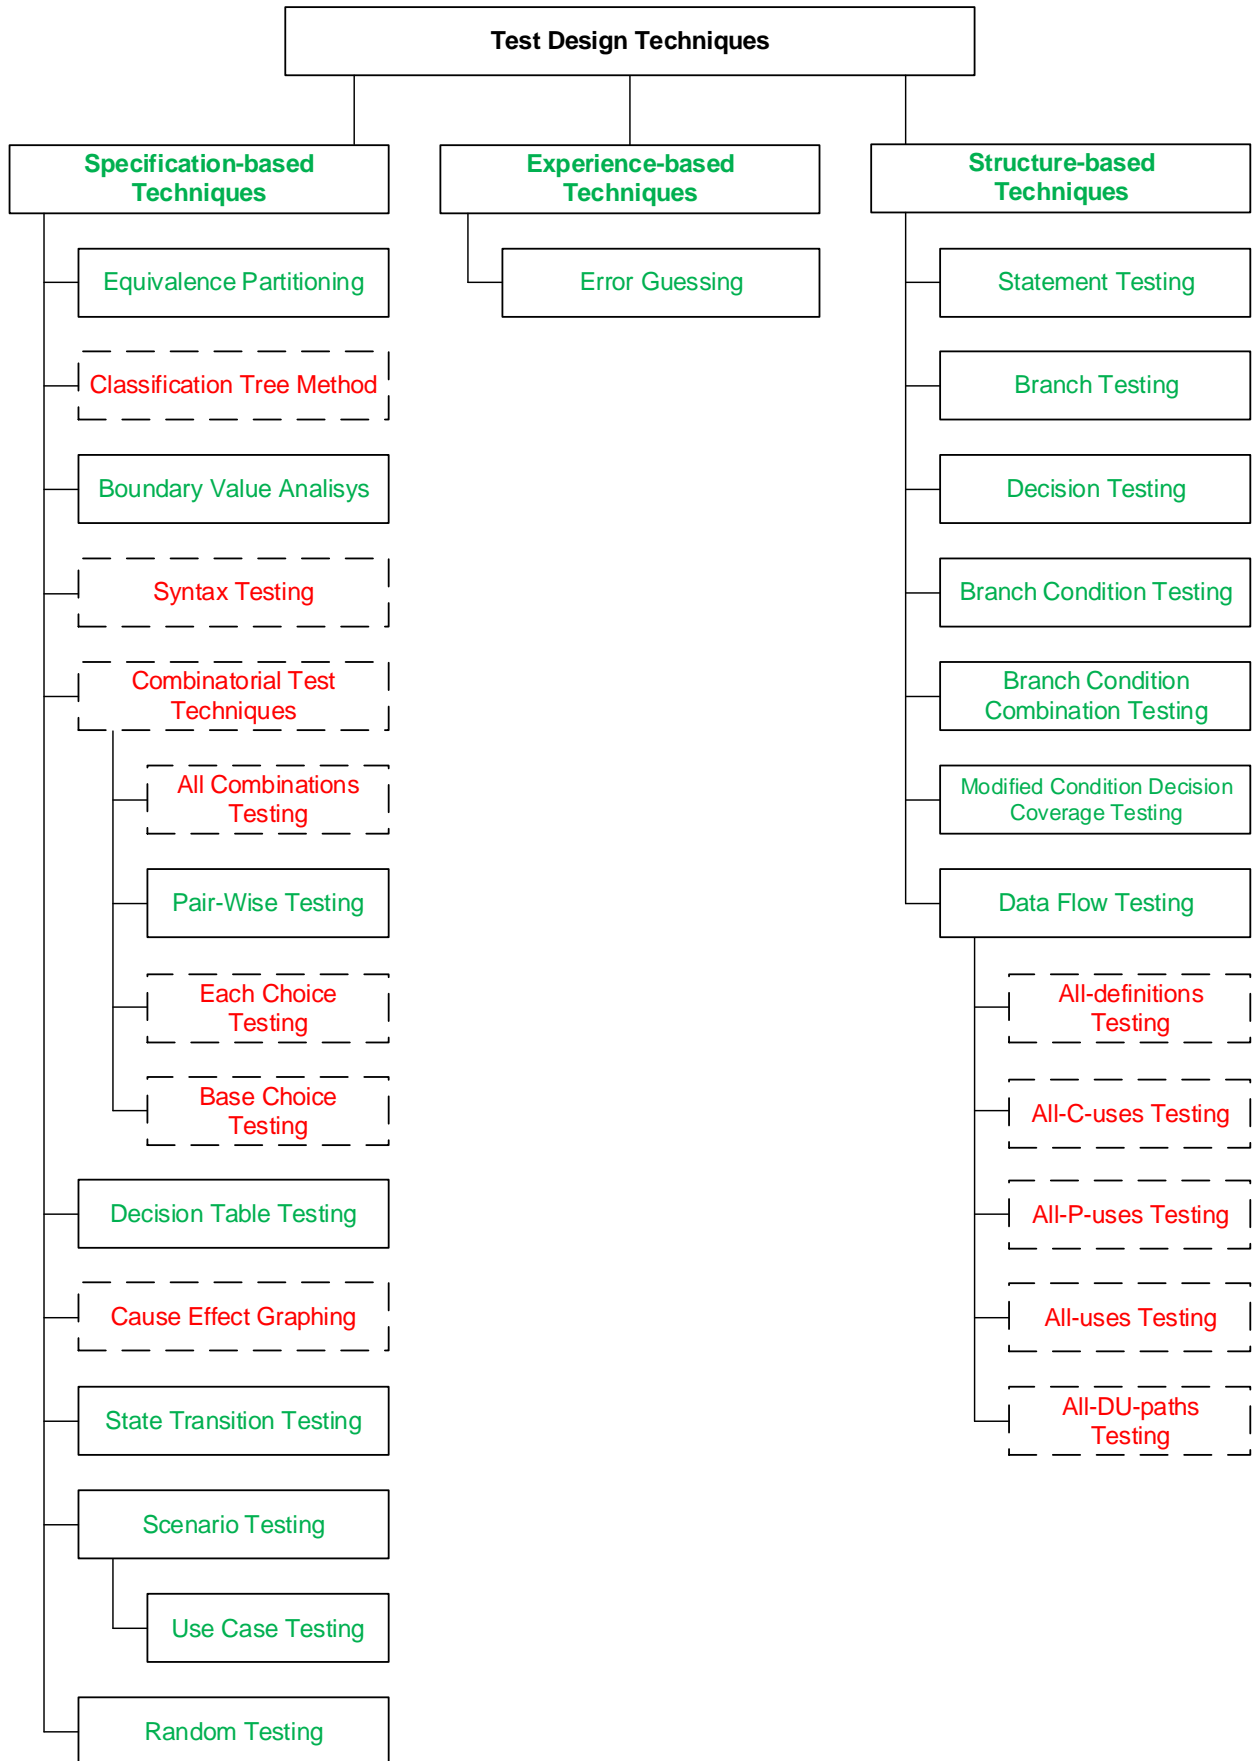 Test Design Techniques
Specification-based
Techniques
Experience-based
Techniques
Structure-based
Techniques
Equivalence Partitioning
Classification Tree Method
Boundary Value Analisys
Syntax Testing
Combinatorial Test
Techniques
All Combinations
Testing
Pair-Wise Testing
Each Choice
Testing
Base Choice
Testing
Decision Table Testing
Cause Effect Graphing
State Transition Testing
Scenario Testing
Use Case Testing
Random Testing
Error Guessing
Statement Testing
Branch Testing
Decision Testing
Branch Condition Testing
Branch Condition
Combination Testing
Modified Condition Decision
Coverage Testing
Data Flow Testing
All-definitions
Testing
All-C-uses Testing
All-P-uses Testing
All-uses Testing
All-DU-paths
Testing